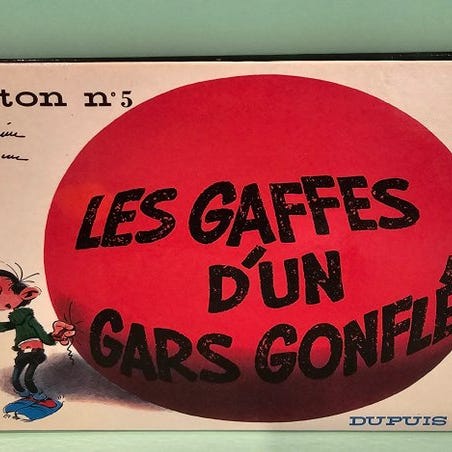 ton n°5
LES GAFFES
D'UN
GARS GONFLÉ
DUPUIS